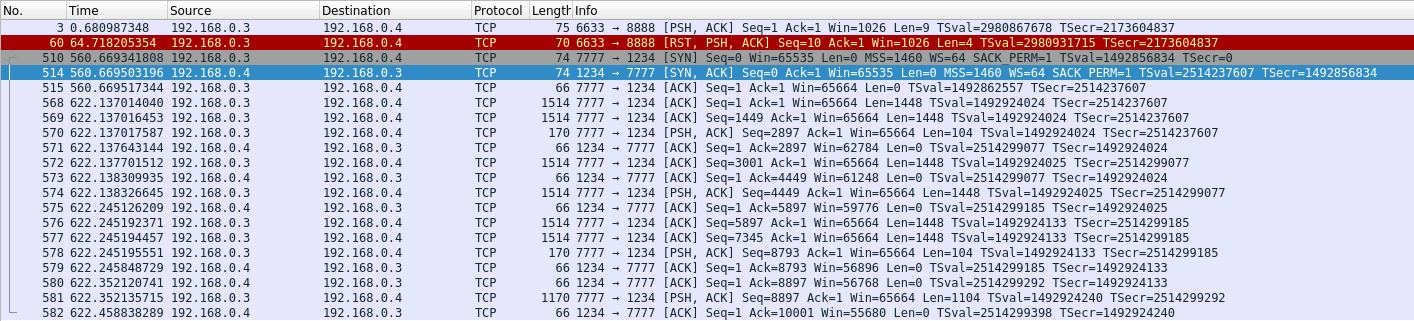 No. Time Source Destination Protocol Length Info
3 0.680987348 192.168.0.3 192.168.0.4 TCP 75 6633 → 8888 [PSH, ACK] Seq=1 Ack=1 Win=1026 Len=9 TSval=2980867678 TSecr=2173604837
60 64.718205354 192.168.0.3 192.168.0.4 TCP 70 6633 → 8888 [RST, PSH, ACK] Seq=10 Ack=1 Win=1026 Len=4 TSval=2980931715 TSecr=2173604837
510 560.669341808 192.168.0.3 192.168.0.4 TCP 74 7777 → 1234 [SYN] Seq=0 Win=65535 Len=0 MSS=1460 WS=64 SACK_PERM=1 TSval=1492856834 TSecr=0
514 560.669503196 192.168.0.4 192.168.0.3 TCP 74 1234 → 7777 [SYN, ACK] Seq=0 Ack=1 Win=65535 Len=0 MSS=1460 WS=64 SACK_PERM=1 TSval=2514237607 TSecr=1492856834
515 560.669517344 192.168.0.3 192.168.0.4 TCP 66 7777 → 1234 [ACK] Seq=1 Ack=1 Win=65664 Len=0 TSval=1492862557 TSecr=2514237607
568 622.137014040 192.168.0.3 192.168.0.4 TCP 1514 7777 → 1234 [ACK] Seq=1 Ack=1 Win=65664 Len=1448 TSval=1492924024 TSecr=2514237607
569 622.137016453 192.168.0.3 192.168.0.4 TCP 1514 7777 → 1234 [ACK] Seq=1449 Ack=1 Win=65664 Len=1448 TSval=1492924024 TSecr=2514237607
570 622.137017587 192.168.0.3 192.168.0.4 TCP 170 7777 → 1234 [PSH, ACK] Seq=2897 Ack=1 Win=65664 Len=104 TSval=1492924024 TSecr=2514237607
571 622.137643144 192.168.0.4 192.168.0.3 TCP 66 1234 → 7777 [ACK] Seq=1 Ack=2897 Win=62784 Len=0 TSval=2514299077 TSecr=1492924024
572 622.137701512 192.168.0.3 192.168.0.4 TCP 1514 7777 → 1234 [ACK] Seq=3001 Ack=1 Win=65664 Len=1448 TSval=1492924025 TSecr=2514299077
573 622.138309935 192.168.0.4 192.168.0.3 TCP 66 1234 → 7777 [ACK] Seq=1 Ack=4449 Win=61248 Len=0 TSval=2514299077 TSecr=1492924024
574 622.138326645 192.168.0.3 192.168.0.4 TCP 1514 7777 → 1234 [PSH, ACK] Seq=4449 Ack=1 Win=65664 Len=1448 TSval=1492924025 TSecr=2514299077
575 622.245126209 192.168.0.4 192.168.0.3 TCP 66 1234 → 7777 [ACK] Seq=1 Ack=5897 Win=59776 Len=0 TSval=2514299185 TSecr=1492924025
576 622.245192371 192.168.0.3 192.168.0.4 TCP 1514 7777 → 1234 [ACK] Seq=5897 Ack=1 Win=65664 Len=1448 TSval=1492924133 TSecr=2514299185
577 622.245194457 192.168.0.3 192.168.0.4 TCP 1514 7777 → 1234 [ACK] Seq=7345 Ack=1 Win=65664 Len=1448 TSval=1492924133 TSecr=2514299185
578 622.245195551 192.168.0.3 192.168.0.4 TCP 170 7777 → 1234 [PSH, ACK] Seq=8793 Ack=1 Win=65664 Len=104 TSval=1492924133 TSecr=2514299185
579 622.245848729 192.168.0.4 192.168.0.3 TCP 66 1234 → 7777 [ACK] Seq=1 Ack=8793 Win=56896 Len=0 TSval=2514299185 TSecr=1492924133
580 622.352120741 192.168.0.4 192.168.0.3 TCP 66 1234 → 7777 [ACK] Seq=1 Ack=8897 Win=56768 Len=0 TSval=2514299292 TSecr=1492924133
581 622.352135715 192.168.0.3 192.168.0.4 TCP 1170 7777 → 1234 [PSH, ACK] Seq=8897 Ack=1 Win=65664 Len=1104 TSval=1492924240 TSecr=2514299292
582 622.458838289 192.168.0.4 192.168.0.3 TCP 66 1234 → 7777 [ACK] Seq=1 Ack=10001 Win=55680 Len=0 TSval=2514299398 TSecr=1492924240